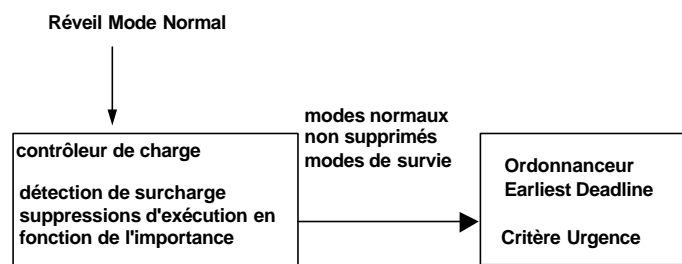 Réveil Mode Normal
modes normaux
non supprimés
modes de survie
contrôleur de charge
détection de surcharge
suppressions d'exécution en
fonction de l'importance
Ordonnanceur
Earliest Deadline
Critère Urgence